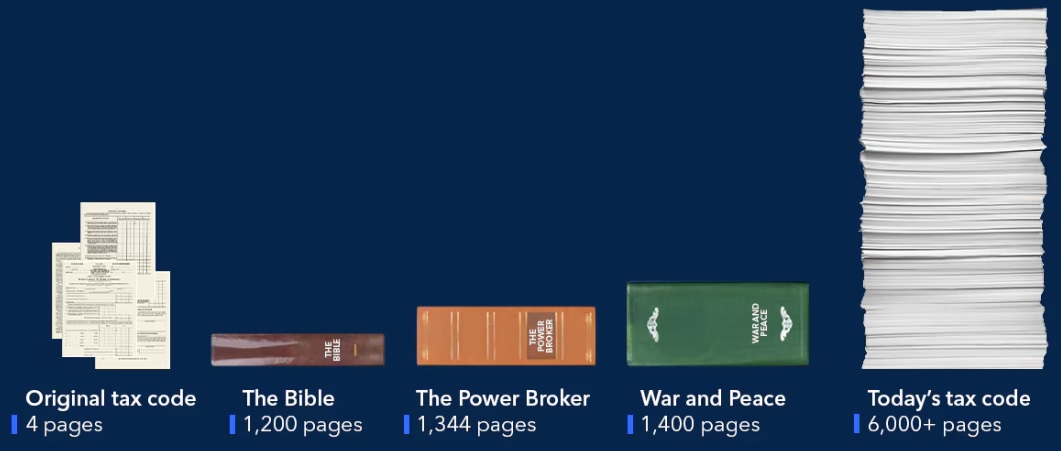 THE
BIBLE
THE
POWER
BROKER
WAR AND
PEACE
Original tax code
4 pages
The Bible
1,200 pages
The Power Broker
1,344 pages
War and Peace
1,400 pages
Today's tax code
6,000+ pages